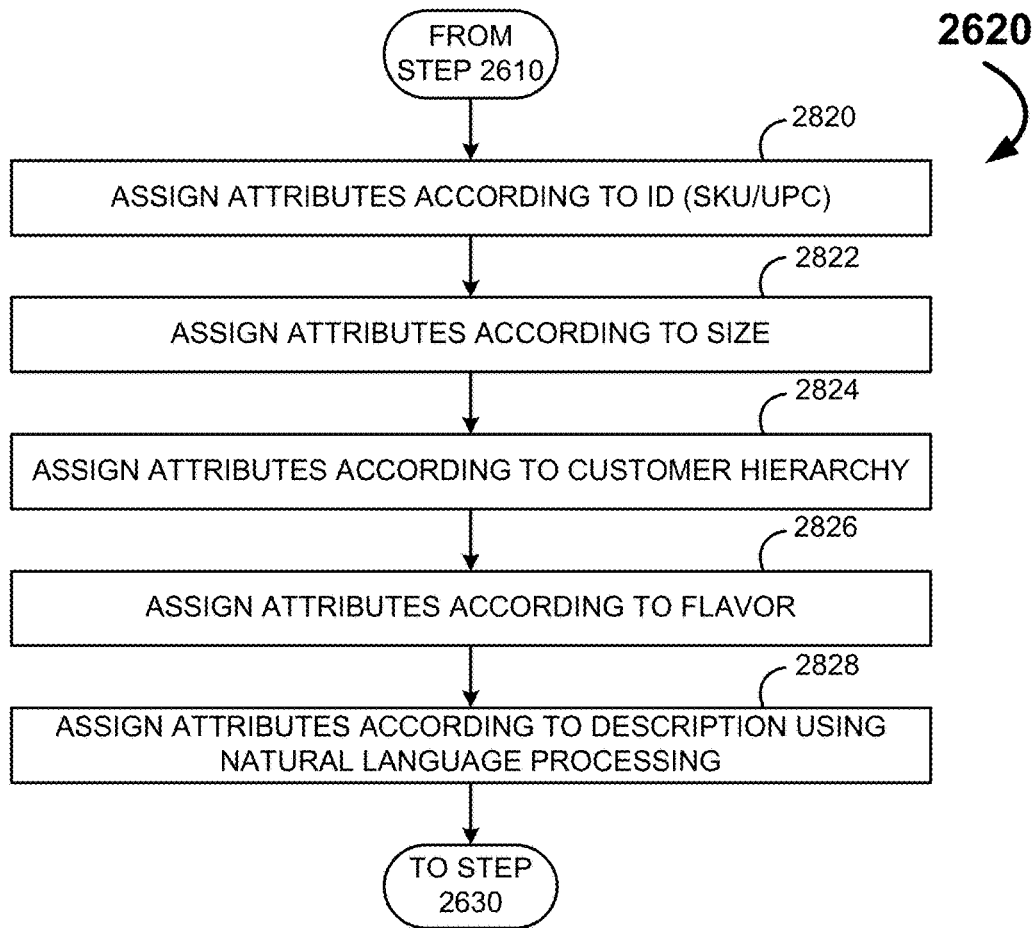 FROM
STEP 2610
2620
2820
ASSIGN ATTRIBUTES ACCORDING TO ID (SKU/UPC)
2822
ASSIGN ATTRIBUTES ACCORDING TO SIZE
2824
ASSIGN ATTRIBUTES ACCORDING TO CUSTOMER HIERARCHY
2826
ASSIGN ATTRIBUTES ACCORDING TO FLAVOR
2828
ASSIGN ATTRIBUTES ACCORDING TO DESCRIPTION USING
NATURAL LANGUAGE PROCESSING
TO STEP
2630